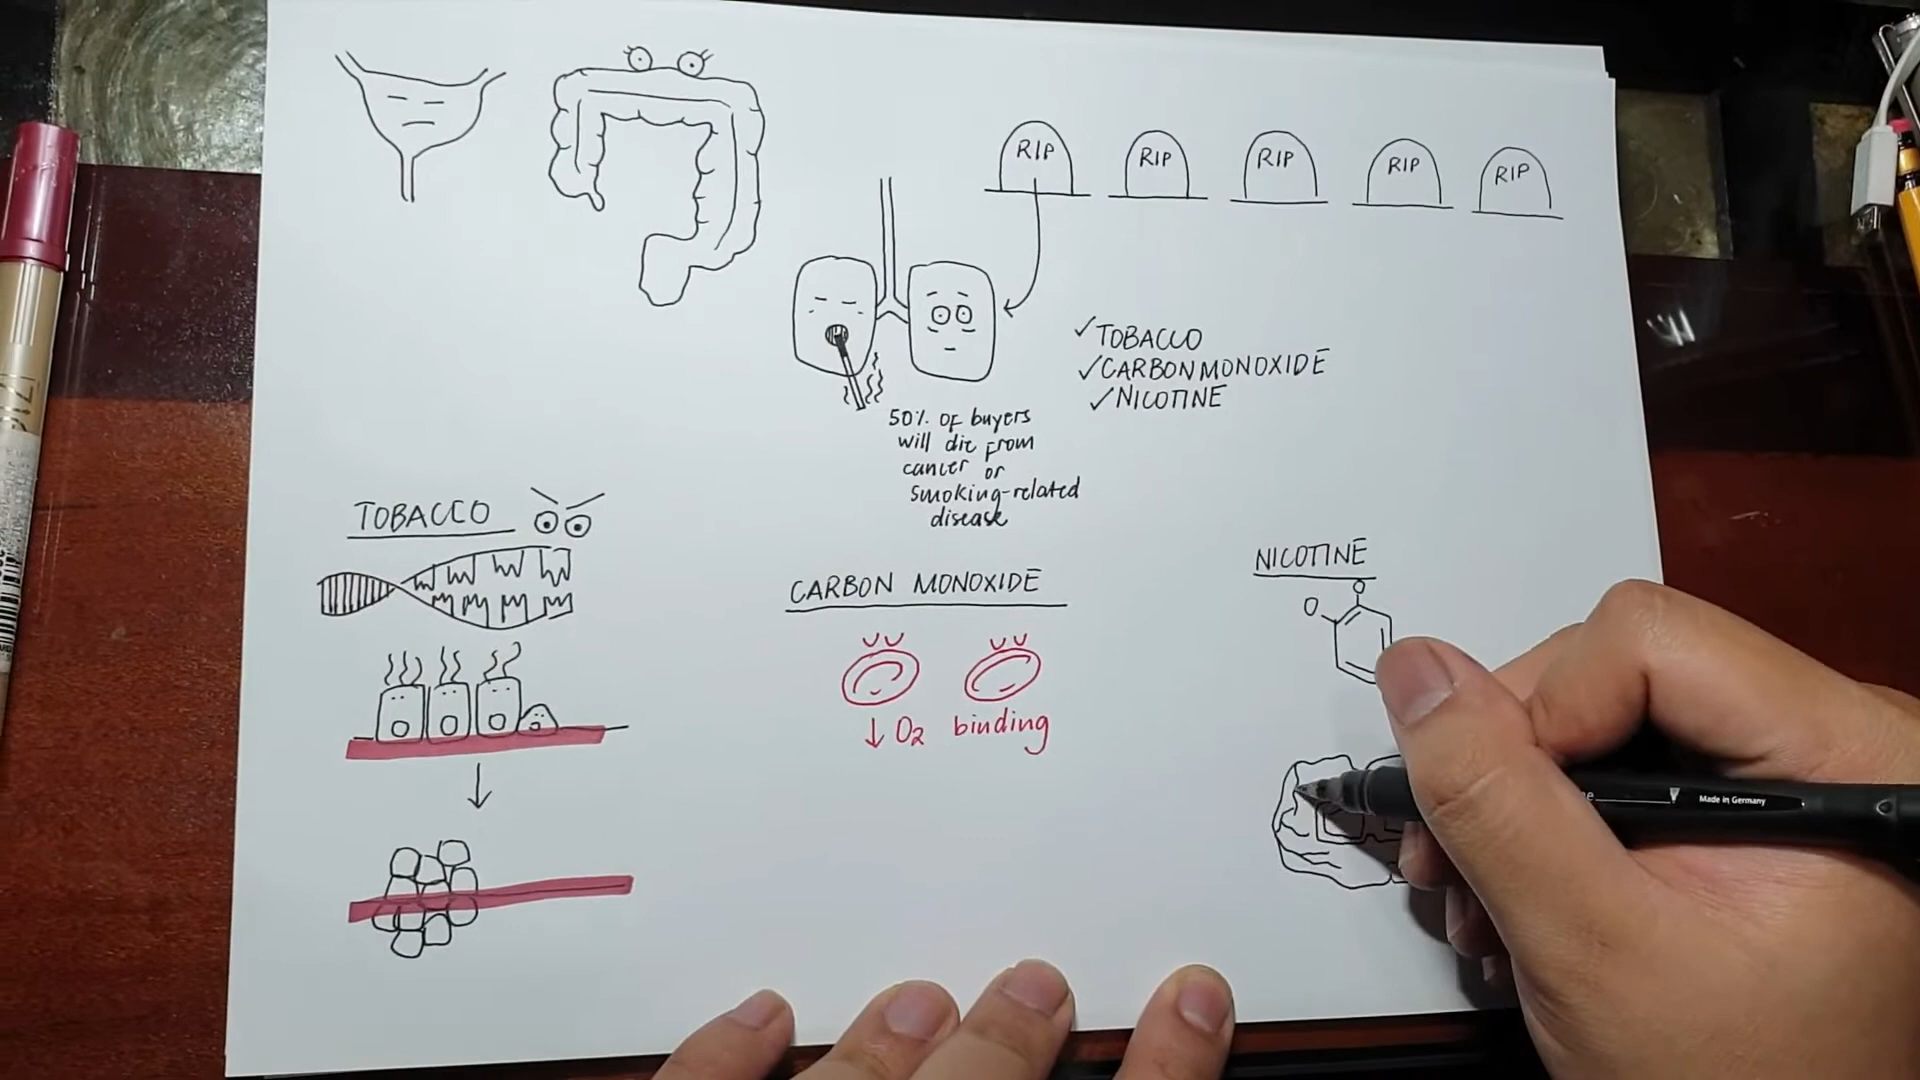 RIP
RIP
RIP
RIP
RIP
✓TOBACCO
✓CARBON MONOXIDE
✓NICOTINE
50% of buyers
will die from
cancer or
smoking-related
disease
TOBACCO
CARBON MONOXIDE
↓ O2 binding
NICOTINE
O
O
Made in Germany